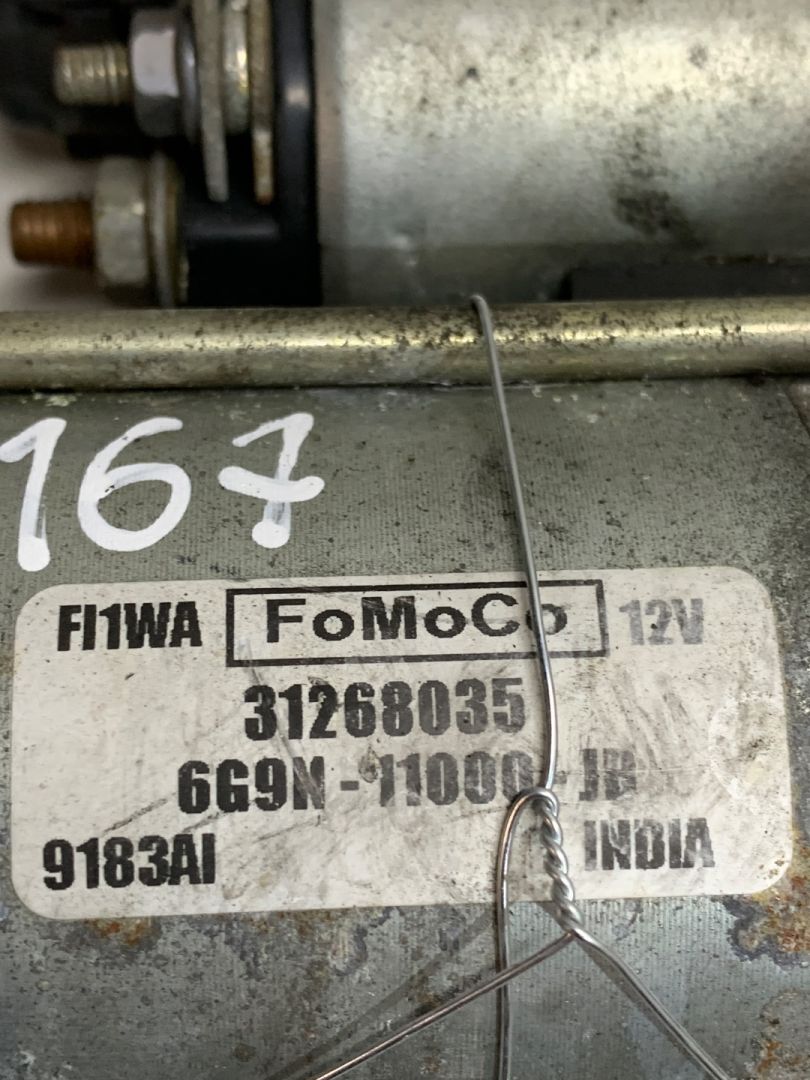 167
FI1WA FoMoCo 12V
31268035
6G9N-11000-JB
9183AI INDIA